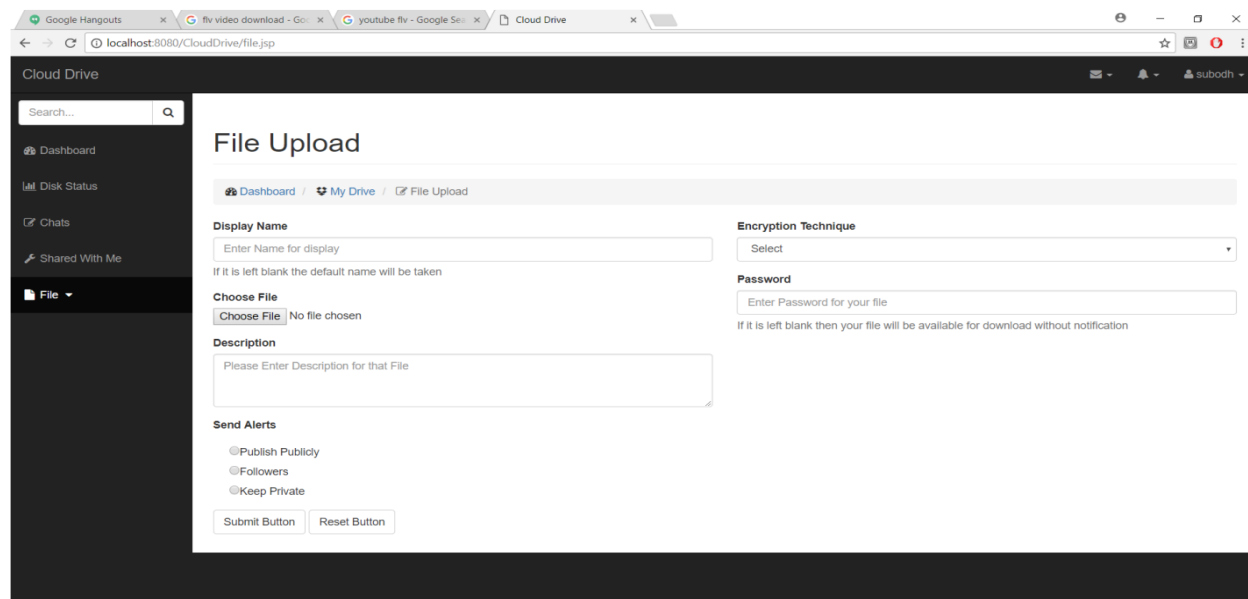 Google Hangouts
flv video download - Goo
youtube flv - Google Sea
Cloud Drive
localhost:8080/CloudDrive/file.jsp
Cloud Drive
subodh
Search...
Dashboard
Disk Status
Chats
Shared With Me
File
File Upload
Dashboard / My Drive / File Upload
Display Name
Enter Name for display
If it is left blank the default name will be taken
Choose File
Choose File No file chosen
Description
Please Enter Description for that File
Send Alerts
Publish Publicly
Followers
Keep Private
Submit Button Reset Button
Encryption Technique
Select
Password
Enter Password for your file
If it is left blank then your file will be available for download without notification